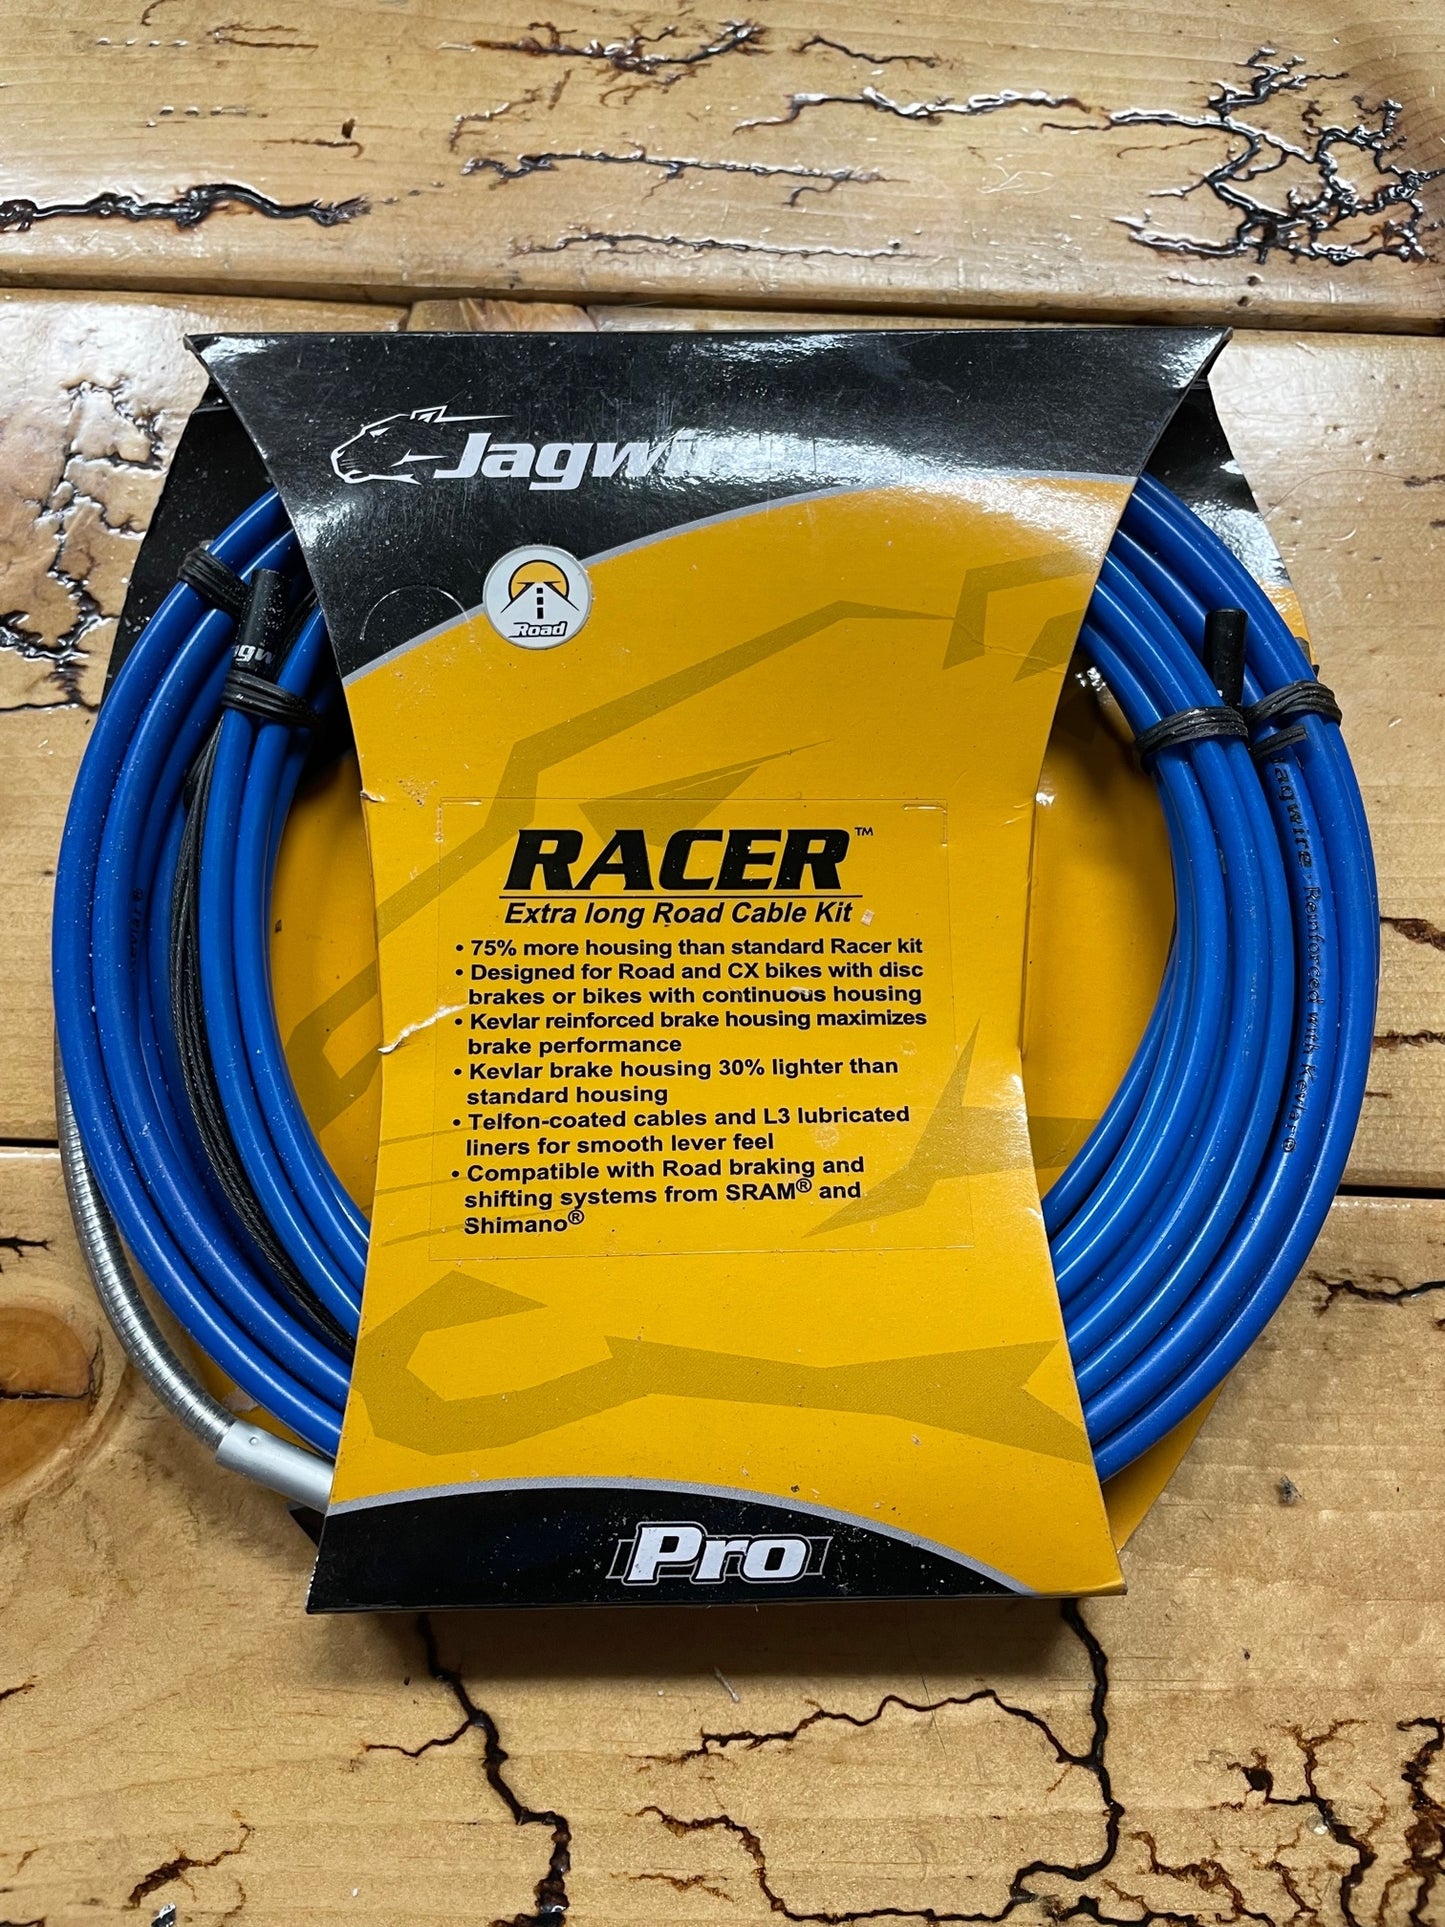 Jagwire
Road
agw
RACER™
Extra long Road Cable Kit
• 75% more housing than standard Racer kit
• Designed for Road and CX bikes with disc
brakes or bikes with continuous housing
• Kevlar reinforced brake housing maximizes
brake performance
• Kevlar brake housing 30% lighter than
standard housing
• Telfon-coated cables and L3 lubricated
liners for smooth lever feel
• Compatible with Road braking and
shifting systems from SRAM® and
Shimano®
Jagwire · Reinforced with Kevlar®
Kevlar®
Pro